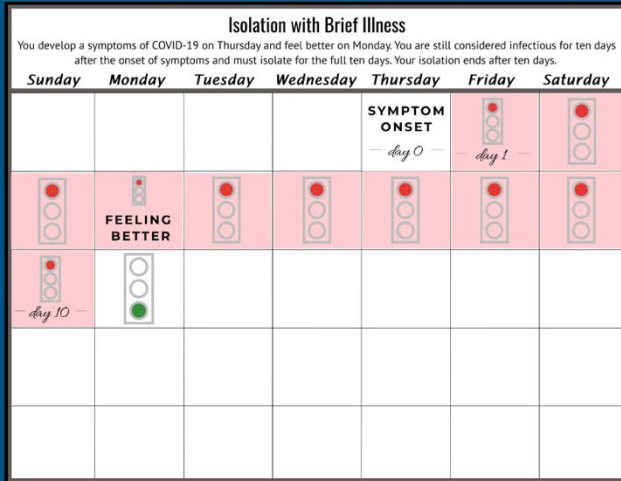 Isolation with Brief Illness
You develop a symptoms of COVID-19 on Thursday and feel better on Monday. You are still considered infectious for ten days
after the onset of symptoms and must isolate for the full ten days. Your isolation ends after ten days.
Sunday Monday Tuesday Wednesday Thursday Friday Saturday
SYMPTOM
ONSET
day 0
day 1
FEELING
BETTER
day 10